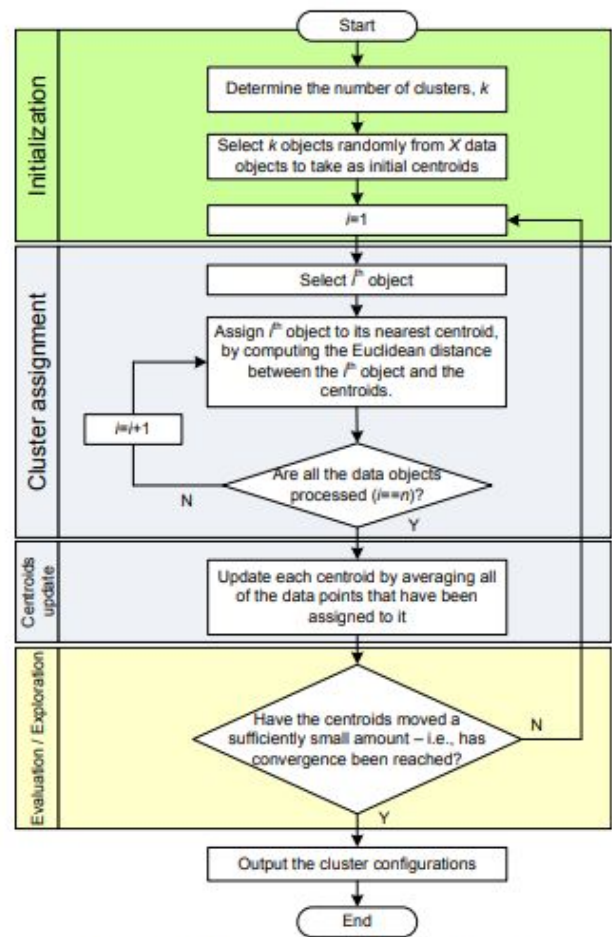 Start
Initialization
Determine the number of clusters, k
Select k objects randomly from X data
objects to take as initial centroids
i=1
Cluster assignment
Select ith object
Assign ith object to its nearest centroid,
by computing the Euclidean distance
between the ith object and the
centroids.
i=i+1
Are all the data objects
processed (i==n)?
N
Y
Centroids
update
Update each centroid by averaging all
of the data points that have been
assigned to it
Evaluation / Exploration
Have the centroids moved a
sufficiently small amount – i.e., has
convergence been reached?
N
Y
Output the cluster configurations
End